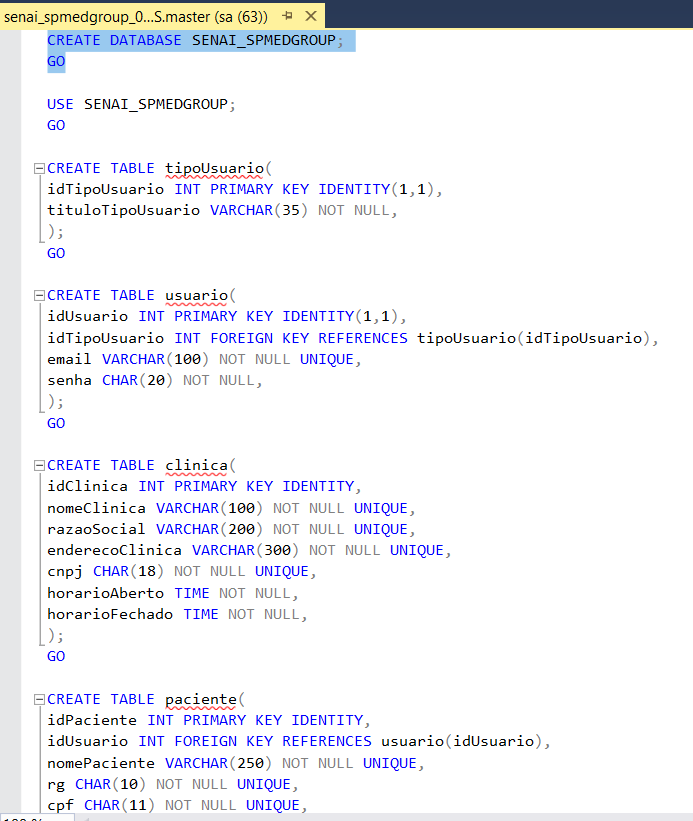 senai_spmedgroup_0...S.master (sa (63))
CREATE DATABASE SENAI_SPMEDGROUP;
GO
USE SENAI_SPMEDGROUP;
GO
CREATE TABLE tipoUsuario(
idTipoUsuario INT PRIMARY KEY IDENTITY(1,1),
tituloTipoUsuario VARCHAR(35) NOT NULL,
);
GO
CREATE TABLE usuario(
idUsuario INT PRIMARY KEY IDENTITY(1,1),
idTipoUsuario INT FOREIGN KEY REFERENCES tipoUsuario(idTipoUsuario),
email VARCHAR(100) NOT NULL UNIQUE,
senha CHAR(20) NOT NULL,
);
GO
CREATE TABLE clinica(
idClinica INT PRIMARY KEY IDENTITY,
nomeClinica VARCHAR(100) NOT NULL UNIQUE,
razaoSocial VARCHAR(200) NOT NULL UNIQUE,
enderecoClinica VARCHAR(300) NOT NULL UNIQUE,
cnpj CHAR(18) NOT NULL UNIQUE,
horarioAberto TIME NOT NULL,
horarioFechado TIME NOT NULL,
);
GO
CREATE TABLE paciente(
idPaciente INT PRIMARY KEY IDENTITY,
idUsuario INT FOREIGN KEY REFERENCES usuario(idUsuario),
nomePaciente VARCHAR(250) NOT NULL UNIQUE,
rg CHAR(10) NOT NULL UNIQUE,
cpf CHAR(11) NOT NULL UNIQUE,